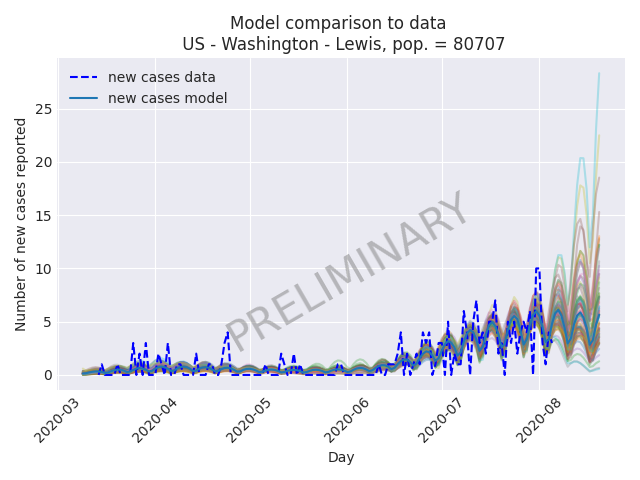 Model comparison to data
US - Washington - Lewis, pop. = 80707
new cases data
new cases model
PRELIMINARY
Number of new cases reported
25
20
15
10
5
0
2020-03
2020-04
2020-05
2020-06
2020-07
2020-08
Day